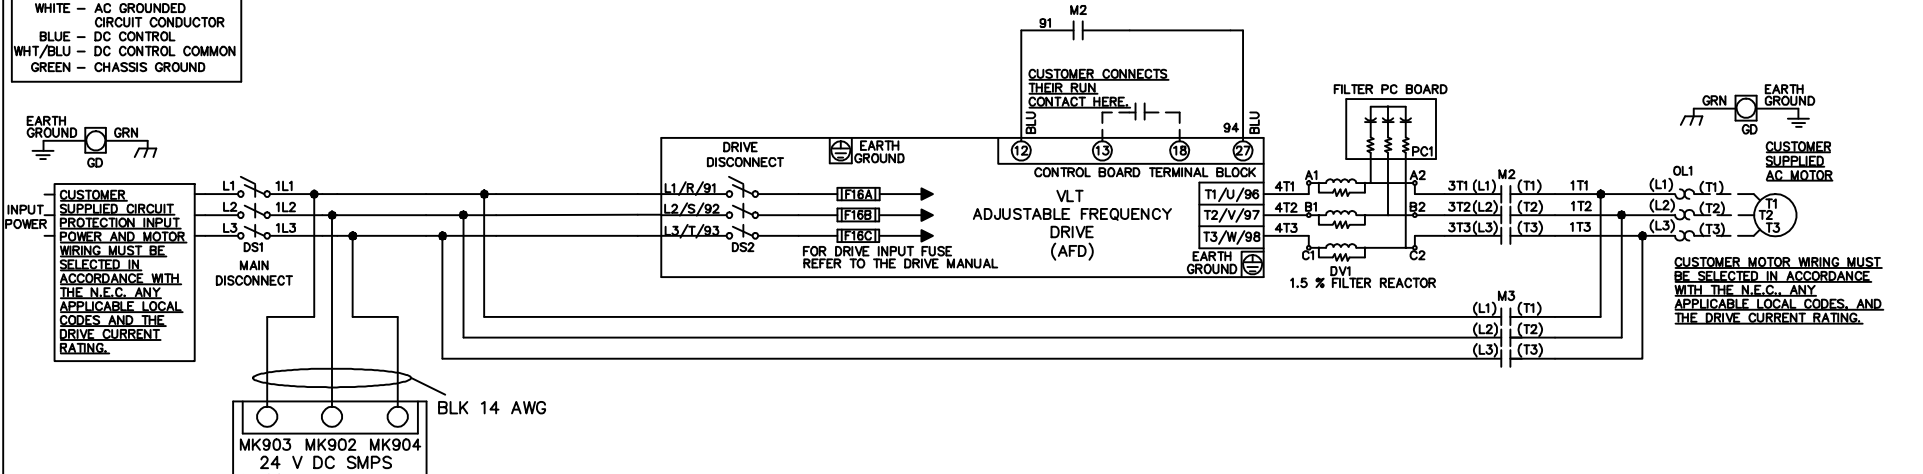 WHITE – AC GROUNDED
CIRCUIT CONDUCTOR
BLUE – DC CONTROL
WHT/BLU – DC CONTROL COMMON
GREEN – CHASSIS GROUND
EARTH
GROUND
GRN
GD
INPUT
POWER
CUSTOMER
SUPPLIED CIRCUIT
PROTECTION INPUT
POWER AND MOTOR
WIRING MUST BE
SELECTED IN
ACCORDANCE WITH
THE N.E.C. ANY
APPLICABLE LOCAL
CODES AND THE
DRIVE CURRENT
RATING.
L1 1L1
L2 1L2
L3 1L3
DS1
MAIN
DISCONNECT
BLK 14 AWG
MK903 MK902 MK904
24 V DC SMPS
L1/R/91
L2/S/92
L3/T/93
DRIVE
DISCONNECT
DS2
EARTH
GROUND
F16A
F16B
F16C
FOR DRIVE INPUT FUSE
REFER TO THE DRIVE MANUAL
M2
91
CUSTOMER CONNECTS
THEIR RUN
CONTACT HERE.
BLU
94
BLU
12 13 18 27
CONTROL BOARD TERMINAL BLOCK
VLT
ADJUSTABLE FREQUENCY
DRIVE
(AFD)
T1/U/96
T2/V/97
T3/W/98
EARTH
GROUND
4T1
4T2
4T3
FILTER PC BOARD
PC1
A1 A2
B1 B2
C1 C2
DV1
1.5 % FILTER REACTOR
M2
3T1 (L1) (T1) 1T1
3T2(L2) (T2) 1T2
3T3(L3) (T3) 1T3
M3
(L1) (T1)
(L2) (T2)
(L3) (T3)
OL1
(L1) (T1)
(L2) (T2)
(L3) (T3)
T1
T2
T3
GRN
EARTH
GROUND
GD
CUSTOMER
SUPPLIED
AC MOTOR
CUSTOMER MOTOR WIRING MUST
BE SELECTED IN ACCORDANCE
WITH THE N.E.C., ANY
APPLICABLE LOCAL CODES, AND
THE DRIVE CURRENT RATING.